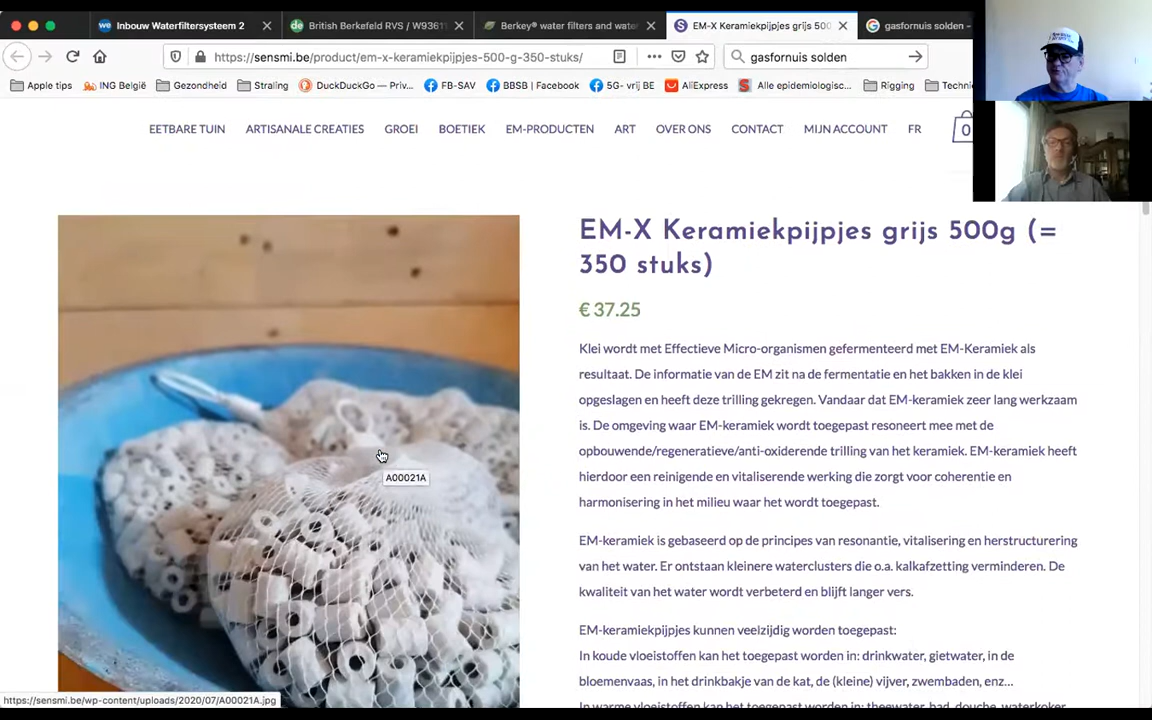 Inbouw Waterfiltersysteem 2
British Berkefeld RVS / W9361
Berkey® water filters and wate
EM-X Keramiekpijpjes grijs 500
gasfornuis solden -
https://sensmi.be/product/em-x-keramiekpijpjes-500-g-350-stuks/
gasfornuis solden
Apple tips
ING België
Gezondheid
Straling
DuckDuckGo — Priv...
FB-SAV
BBSB | Facebook
5G- vrij BE
AliExpress
Alle epidemiologisc...
Rigging
Techni
EETBARE TUIN
ARTISANALE CREATIES
GROEI
BOETIEK
EM-PRODUCTEN
ART
OVER ONS
CONTACT
MIJN ACCOUNT
FR
0
EM-X Keramiekpijpjes grijs 500g (=
350 stuks)
€ 37.25
Klei wordt met Effectieve Micro-organismen gefermenteerd met EM-Keramiek als
resultaat. De informatie van de EM zit na de fermentatie en het bakken in de klei
opgeslagen en heeft deze trilling gekregen. Vandaar dat EM-keramiek zeer lang werkzaam
is. De omgeving waar EM-keramiek wordt toegepast resoneert mee met de
opbouwende/regeneratieve/anti-oxiderende trilling van het keramiek. EM-keramiek heeft
hierdoor een reinigende en vitaliserende werking die zorgt voor coherentie en
harmonisering in het milieu waar het wordt toegepast.
EM-keramiek is gebaseerd op de principes van resonantie, vitalisering en herstructurering
van het water. Er ontstaan kleinere waterclusters die o.a. kalkafzetting verminderen. De
kwaliteit van het water wordt verbeterd en blijft langer vers.
EM-keramiekpijpjes kunnen veelzijdig worden toegepast:
In koude vloeistoffen kan het toegepast worden in: drinkwater, gietwater, in de
bloemenvaas, in het drinkbakje van de kat, de (kleine) vijver, zwembaden, enz...
In warme vloeistoffen kan het toegepast worden in: theewater, bad, douche, waterkoker
A00021A
https://sensmi.be/wp-content/uploads/2020/07/A00021A.jpg